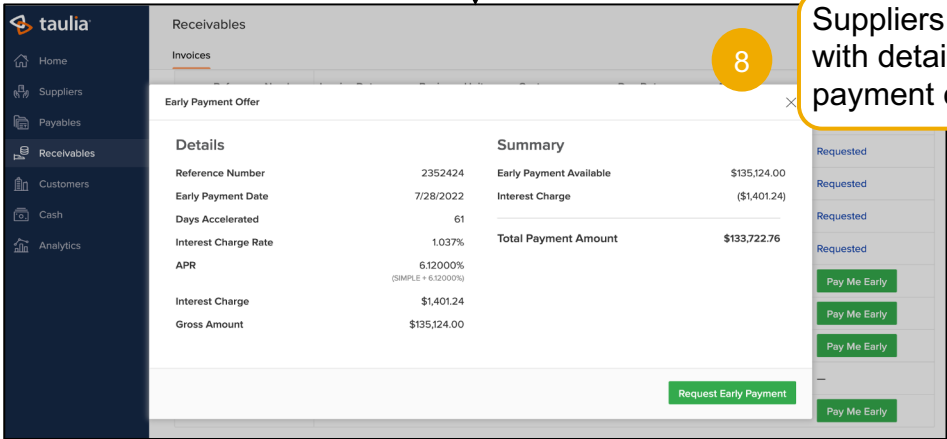 taulia
Home
Suppliers
Payables
Receivables
Customers
Cash
Analytics
Receivables
Invoices
8
Suppliers
with detai
payment
Early Payment Offer
Details
Reference Number 2352424
Early Payment Date 7/28/2022
Days Accelerated 61
Interest Charge Rate 1.037%
APR 6.12000%
(SIMPLE + 6.12000%)
Interest Charge $1,401.24
Gross Amount $135,124.00
Summary
Early Payment Available $135,124.00
Interest Charge ($1,401.24)
Total Payment Amount $133,722.76
Request Early Payment
Requested
Requested
Requested
Requested
Pay Me Early
Pay Me Early
Pay Me Early
—
Pay Me Early